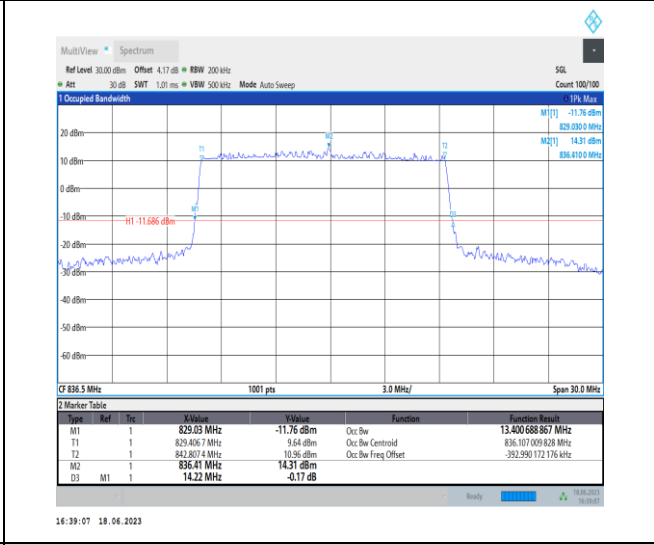 MultiView Spectrum
Ref Level 30.00 dBm Offset 4.17 dB RBW 200 kHz SGL
Att 30 dB SWT 1.01 ms VBW 500 kHz Mode Auto Sweep Count 100/100
1 Occupied Bandwidth 1Pk Max
M1[1] -11.76 dBm
829.030 0 MHz
M2[1] 14.31 dBm
836.410 0 MHz
20 dBm
M2
T1
T2
10 dBm
0 dBm
M1
D3
-10 dBm
H1 -11.686 dBm
-20 dBm
-30 dBm
-40 dBm
-50 dBm
-60 dBm
CF 836.5 MHz 1001 pts 3.0 MHz/ Span 30.0 MHz
2 Marker Table
Type Ref Trc X-Value Y-Value Function Function Result
M1 1 829.03 MHz -11.76 dBm Occ Bw 13.400 688 867 MHz
T1 1 829.406 7 MHz 9.64 dBm Occ Bw Centroid 836.107 009 828 MHz
T2 1 842.807 4 MHz 10.96 dBm Occ Bw Freq Offset -392.990 172 176 kHz
M2 1 836.41 MHz 14.31 dBm
D3 M1 1 14.22 MHz -0.17 dB
Ready 18.06.2023
16:39:07
16:39:07 18.06.2023